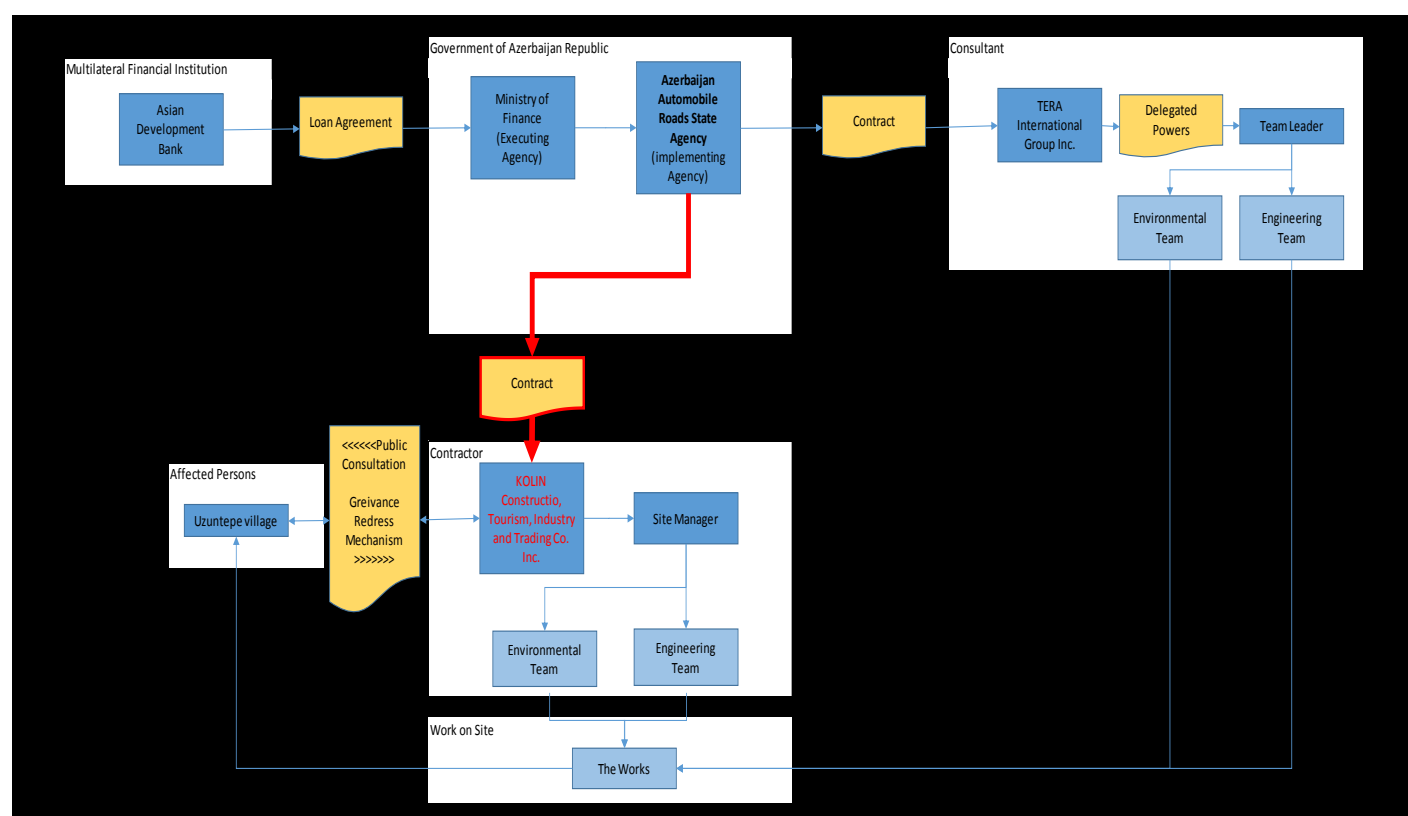 Government of Azerbaijan Republic
Consultant
Multilateral Financial Institution
Asian
Development
Bank
Loan Agreement
Ministry of
Finance
(Executing
Agency)
Azerbaijan
Automobile
Roads State
Agency
(implementing
Agency)
Contract
TERA
International
Group Inc.
Delegated
Powers
Team Leader
Environmental
Team
Engineering
Team
Contract
<<<<<<Public
Consultation
Greivance
Redress
Mechanism
>>>>>>>
Contractor
Affected Persons
Uzuntepe village
KOLIN
Constructio,
Tourism, Industry
and Trading Co.
Inc.
Site Manager
Environmental
Team
Engineering
Team
Work on Site
The Works